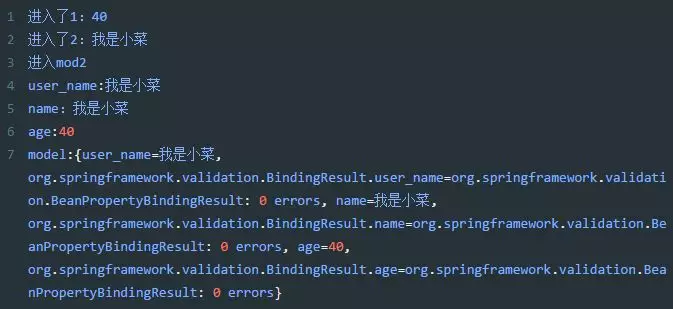 1 进入了1：40
2 进入了2：我是小菜
3 进入mod2
4 user_name:我是小菜
5 name：我是小菜
6 age:40
7 model:{user_name=我是小菜,
org.springframework.validation.BindingResult.user_name=org.springframework.validati
on.BeanPropertyBindingResult: 0 errors, name=我是小菜,
org.springframework.validation.BindingResult.name=org.springframework.validation.Be
anPropertyBindingResult: 0 errors, age=40,
org.springframework.validation.BindingResult.age=org.springframework.validation.Bea
nPropertyBindingResult: 0 errors}